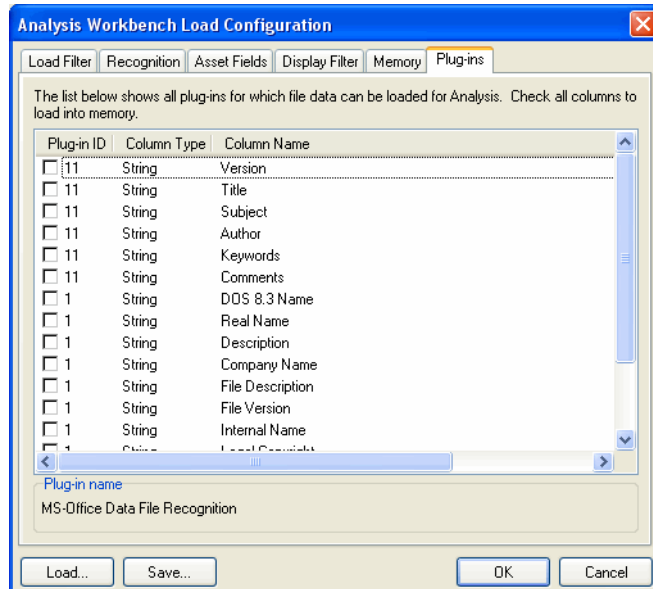 Analysis Workbench Load Configuration
Load Filter Recognition Asset Fields Display Filter Memory Plug-ins
The list below shows all plug-ins for which file data can be loaded for Analysis. Check all columns to
load into memory.
Plug-in ID Column Type Column Name
11 String Version
11 String Title
11 String Subject
11 String Author
11 String Keywords
11 String Comments
1 String DOS 8.3 Name
1 String Real Name
1 String Description
1 String Company Name
1 String File Description
1 String File Version
1 String Internal Name
1 String Legal Copyright
Plug-in name
MS-Office Data File Recognition
Load... Save... OK Cancel